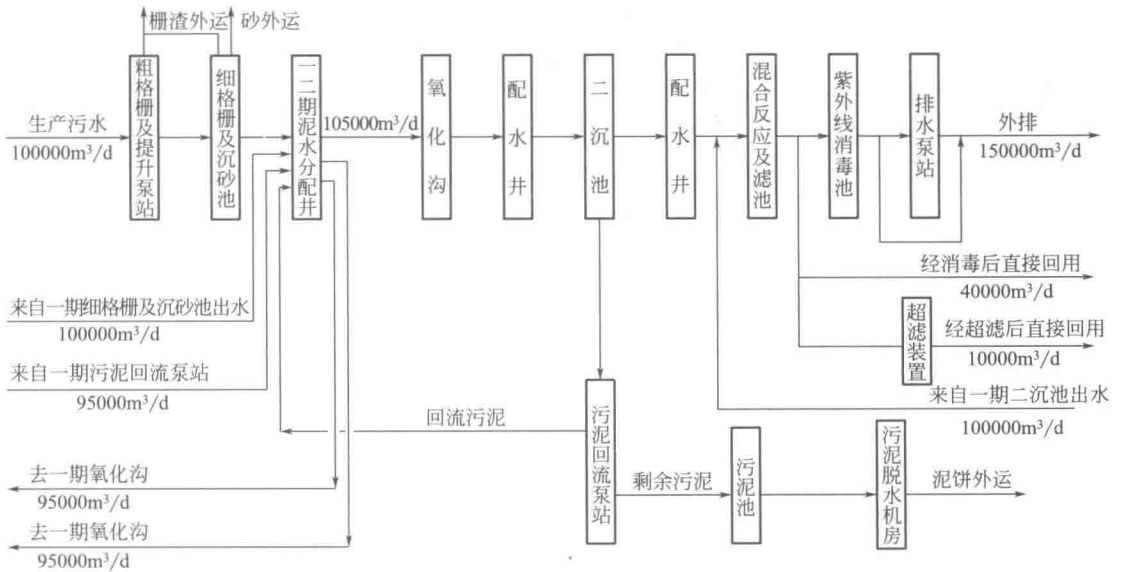 栅渣外运
砂外运
粗格栅及提升泵站
细格栅及沉砂池
一二期泥水分配井
氧化沟
配水井
二沉池
配水井
混合反应及滤池
紫外线消毒池
排水泵站
生产污水
100000m³/d
105000m³/d
外排
150000m³/d
经消毒后直接回用
40000m³/d
来自一期细格栅及沉砂池出水
100000m³/d
超滤装置
经超滤后直接回用
10000m³/d
来自一期污泥回流泵站
95000m³/d
来自一期二沉池出水
100000m³/d
回流污泥
污泥回流泵站
剩余污泥
污泥池
污泥脱水机房
泥饼外运
去一期氧化沟
95000m³/d
去一期氧化沟
95000m³/d